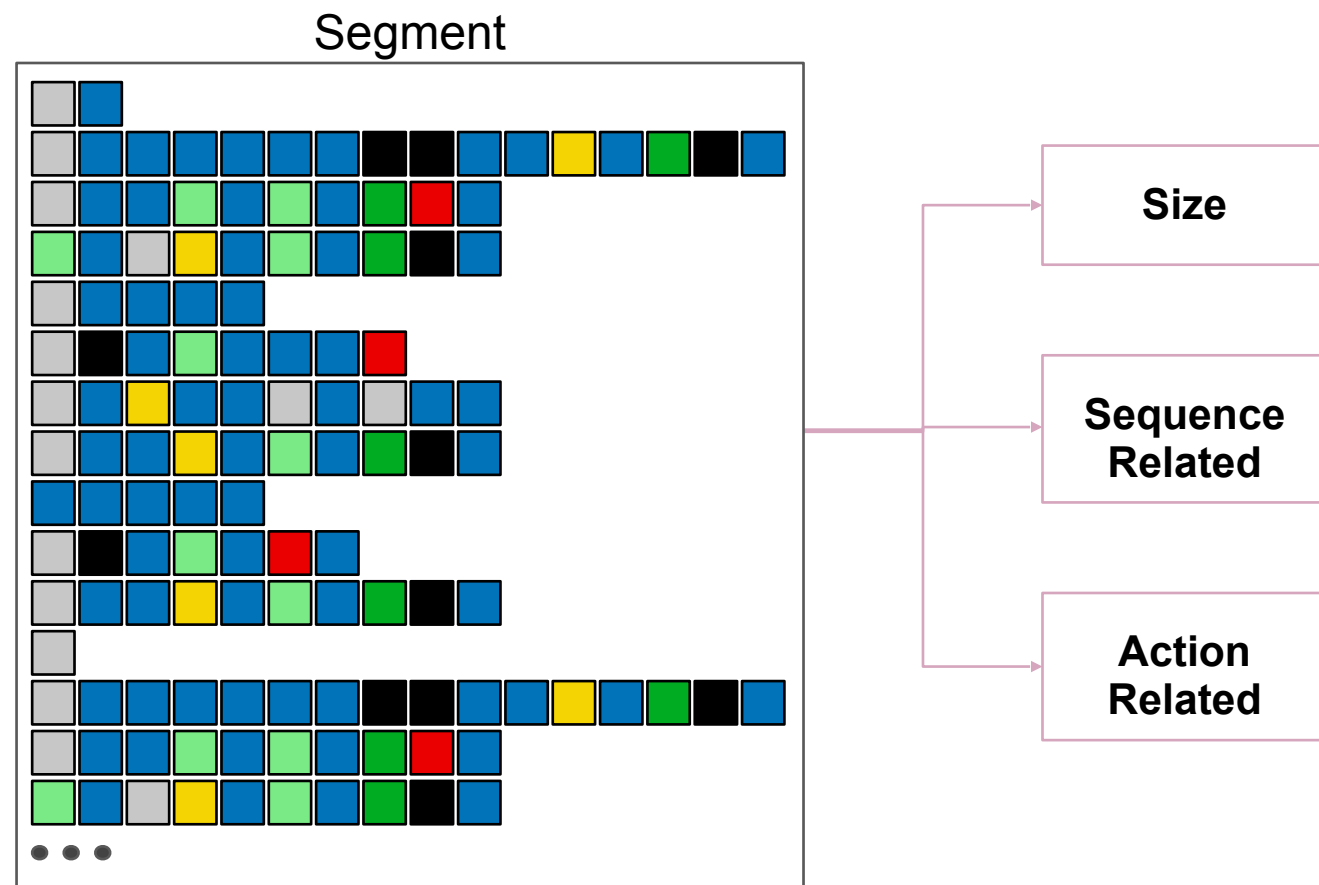 Segment
Size
Sequence
Related
Action
Related